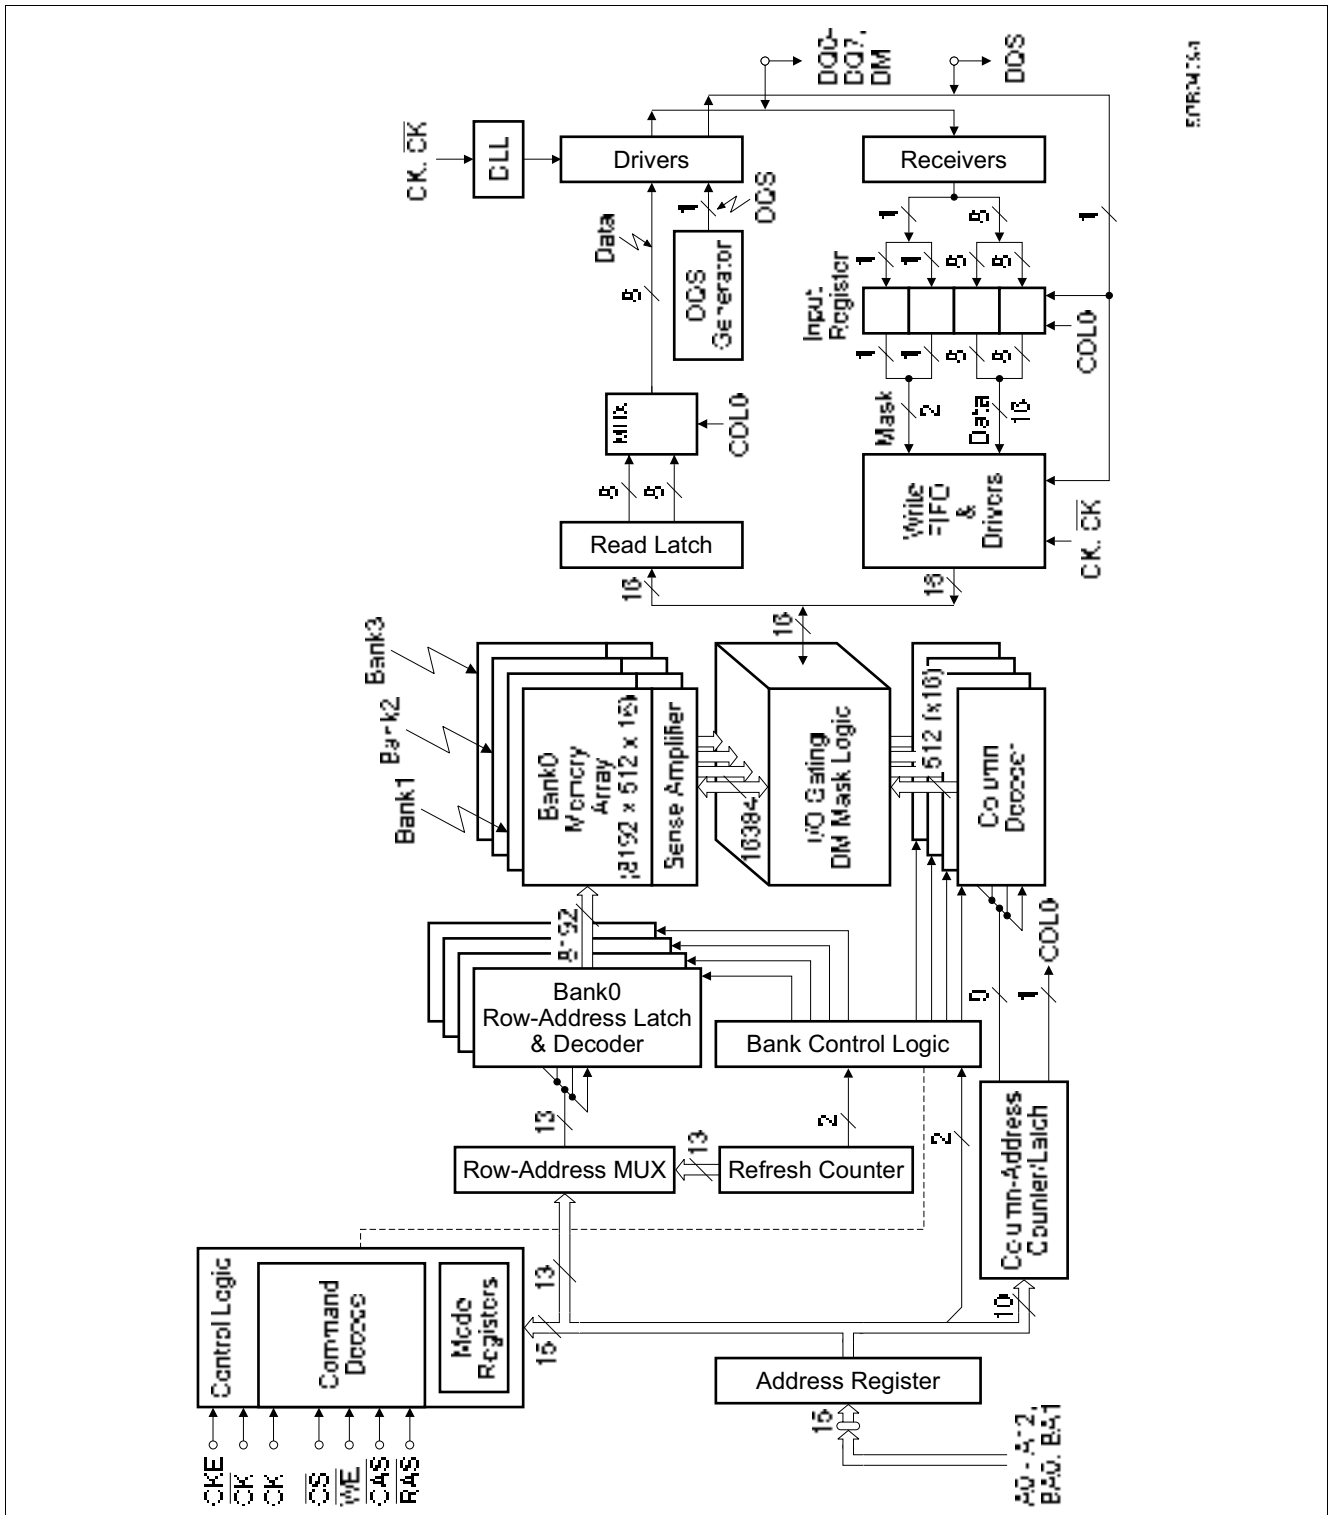 DQ0-
DQ7,
DM
DQS
CK, CK
DLL
Drivers
Receivers
Data
8
1
DQS
DQS
Generator
1
8
1
1
1
8
8
Input
Register
1
1
8
8
COL0
MUX
COL0
Mask
2
Data
16
8
8
Read Latch
Write
FIFO
&
Drivers
CK, CK
16
16
16
Bank3
Bank2
Bank1
Bank0
Memory
Array
(8192 x 512 x 16)
Sense Amplifier
16384
I/O Gating
DM Mask Logic
512 (x16)
Column
Decoder
8192
Bank0
Row-Address Latch
& Decoder
Bank Control Logic
9
1
COL0
13
Row-Address MUX
13
Refresh Counter
2
2
Column-Address
Counter/Latch
Control Logic
Command
Decode
Mode
Registers
13
15
10
Address Register
15
CKE
CK
CK
CS
WE
CAS
RAS
A0 - A12,
BA0, BA1